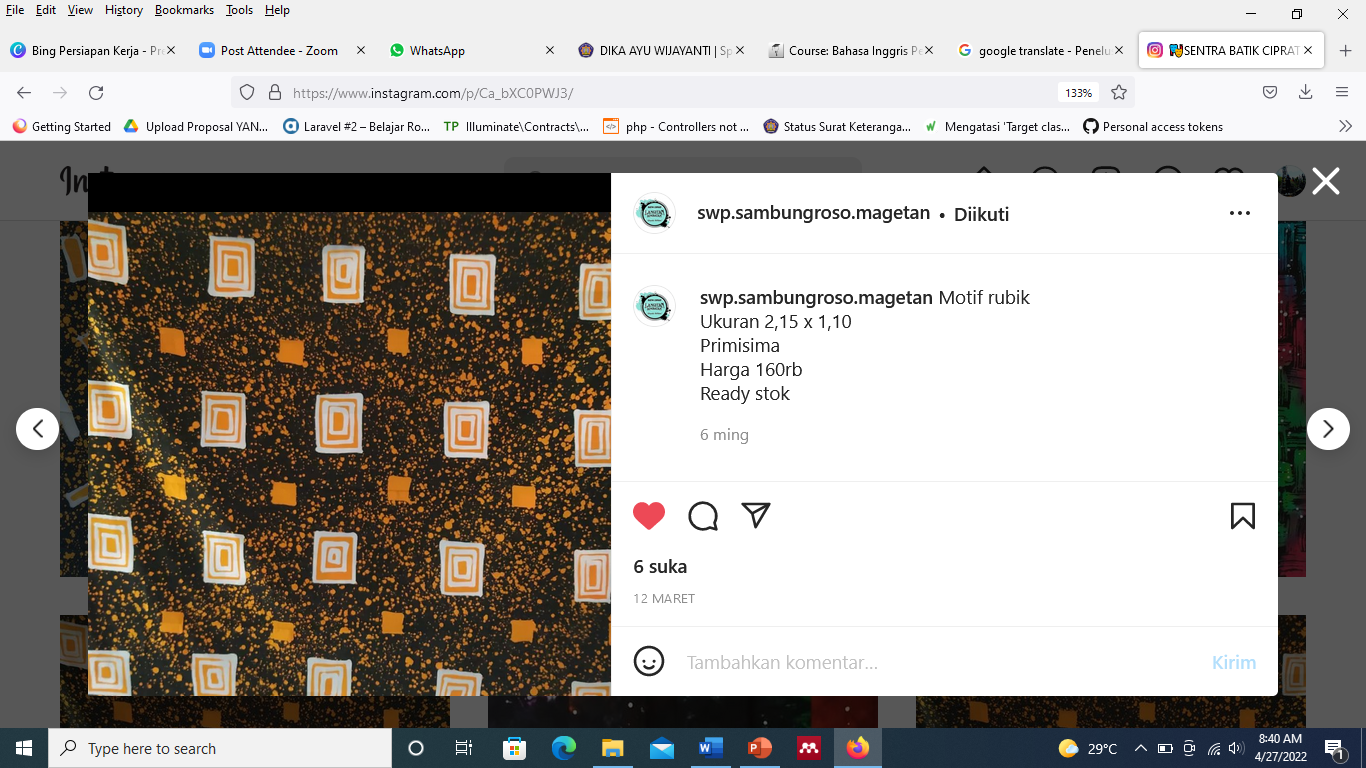 File Edit View History Bookmarks Tools Help
Bing Persiapan Kerja - Pre
Post Attendee - Zoom
WhatsApp
DIKA AYU WIJAYANTI | Sp
Course: Bahasa Inggris Pe
google translate - Penelu
SENTRA BATIK CIPRAT
https://www.instagram.com/p/Ca_bXC0PWJ3/
133%
Getting Started
Upload Proposal YAN...
Laravel #2 – Belajar Ro...
TP Illuminate\Contracts\...
php - Controllers not ...
Status Surat Keteranga...
Mengatasi 'Target clas...
Personal access tokens
swp.sambungroso.magetan • Diikuti
swp.sambungroso.magetan Motif rubik
Ukuran 2,15 x 1,10
Primisima
Harga 160rb
Ready stok
6 ming
6 suka
12 MARET
Tambahkan komentar...
Kirim
Type here to search
29°C
8:40 AM
4/27/2022
1